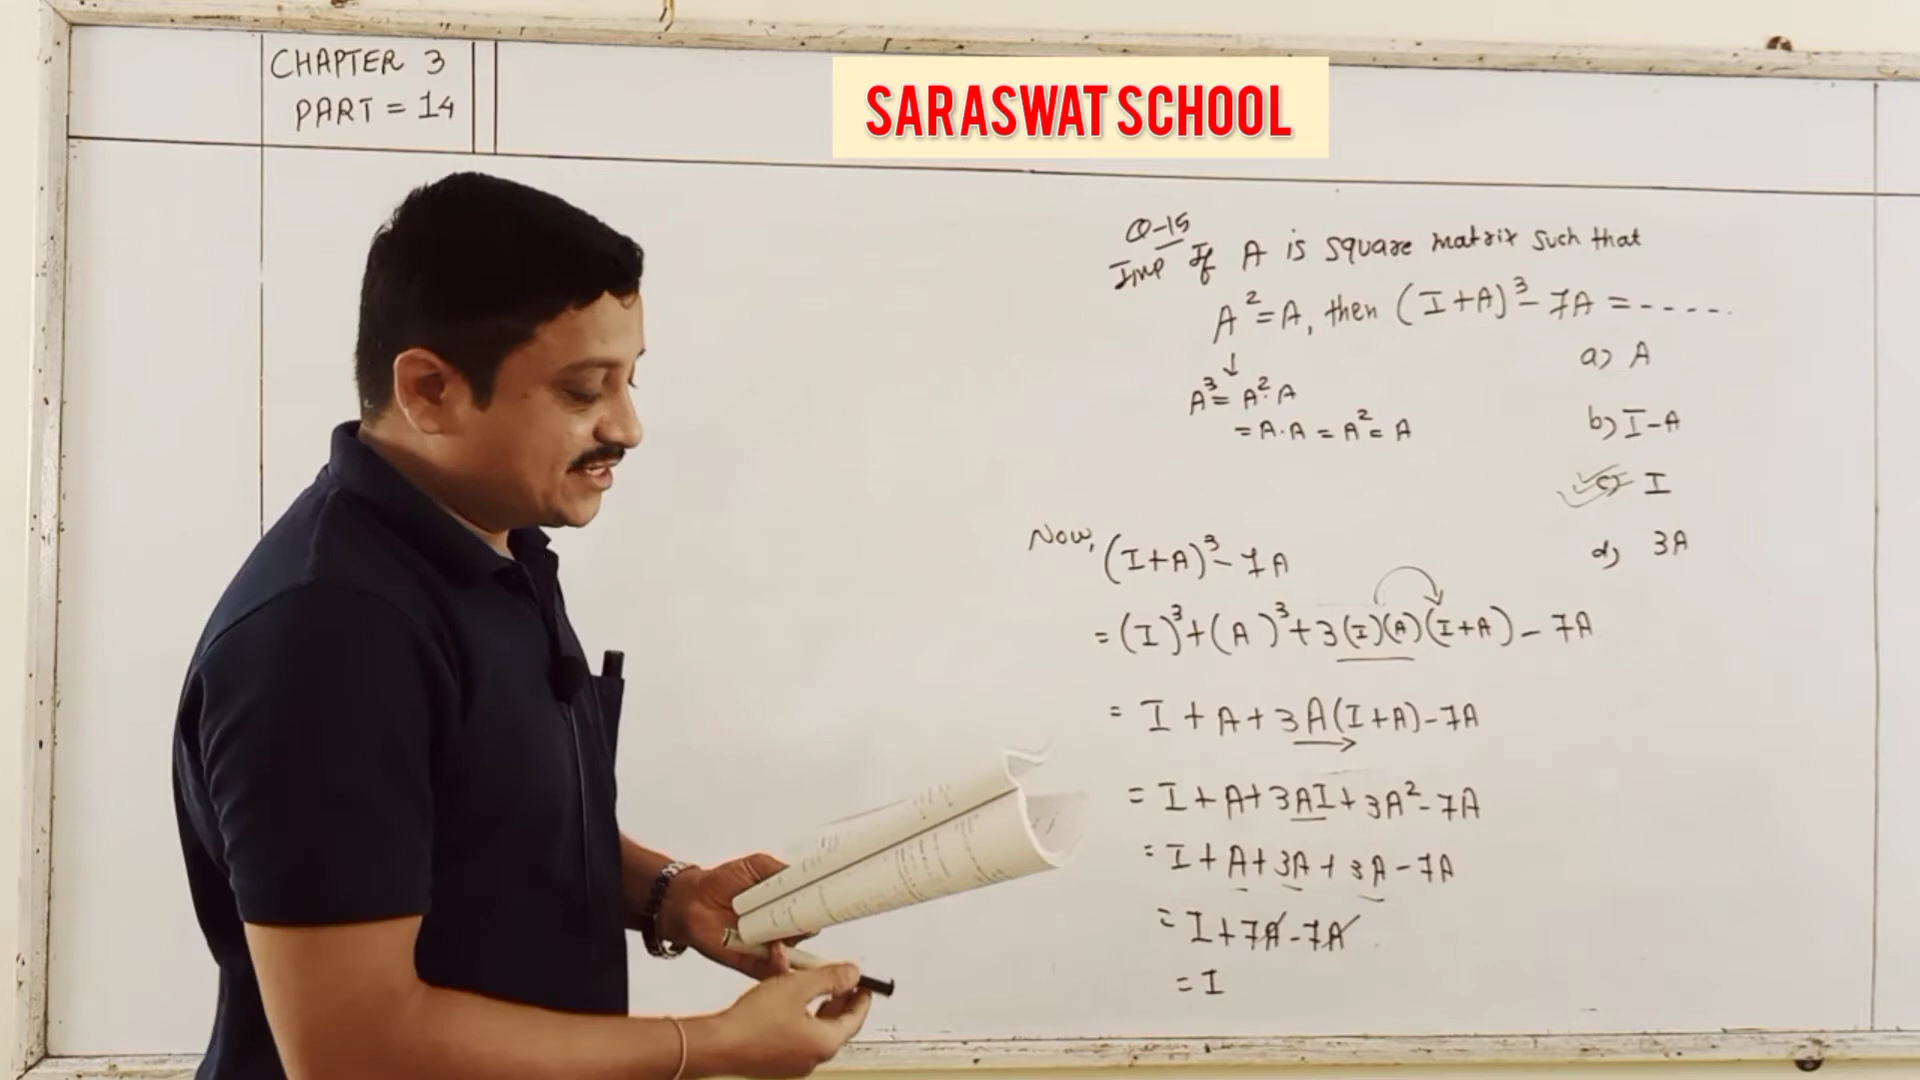 CHAPTER 3
PART = 14
SARASWAT SCHOOL
Q-15
Imp If A is square matrix such that
A² = A, then (I+A)³ - 7A = -----.
↓
A³ = A².A
= A.A = A² = A
a) A
b) I-A
c) I
d) 3A
Now, (I+A)³ - 7A
= (I)³+(A)³+3(I)(A)(I+A) - 7A
= I + A + 3A(I+A) - 7A
= I + A + 3AI + 3A² - 7A
= I + A + 3A + 3A - 7A
= I + 7A - 7A
= I